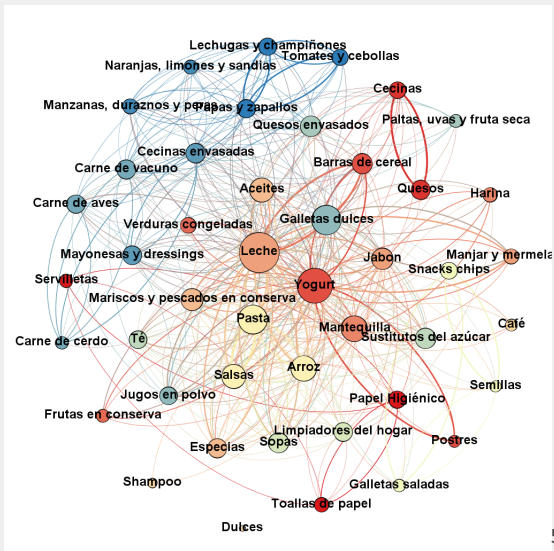 Lechugas y champiñones
Tomates y cebollas
Naranjas, limones y sandias
Cecinas
Manzanas, duraznos y peras
Papas y zapallos
Paltas, uvas y fruta seca
Quesos envasados
Cecinas envasadas
Barras de cereal
Carne de vacuno
Aceites
Quesos
Harina
Carne de aves
Galletas dulces
Verduras congeladas
Leche
Mayonesas y dressings
Jabon
Manjar y mermela
Snacks chips
Servilletas
Yogurt
Mariscos y pescados en conserva
Pasta
Mantequilla
Café
Carne de cerdo
Té
Sustitutos del azúcar
Salsas
Arroz
Semillas
Jugos en polvo
Papel Higiénico
Frutas en conserva
Limpiadores del hogar
Especias
Sopas
Postres
Shampoo
Galletas saladas
Toallas de papel
Dulces